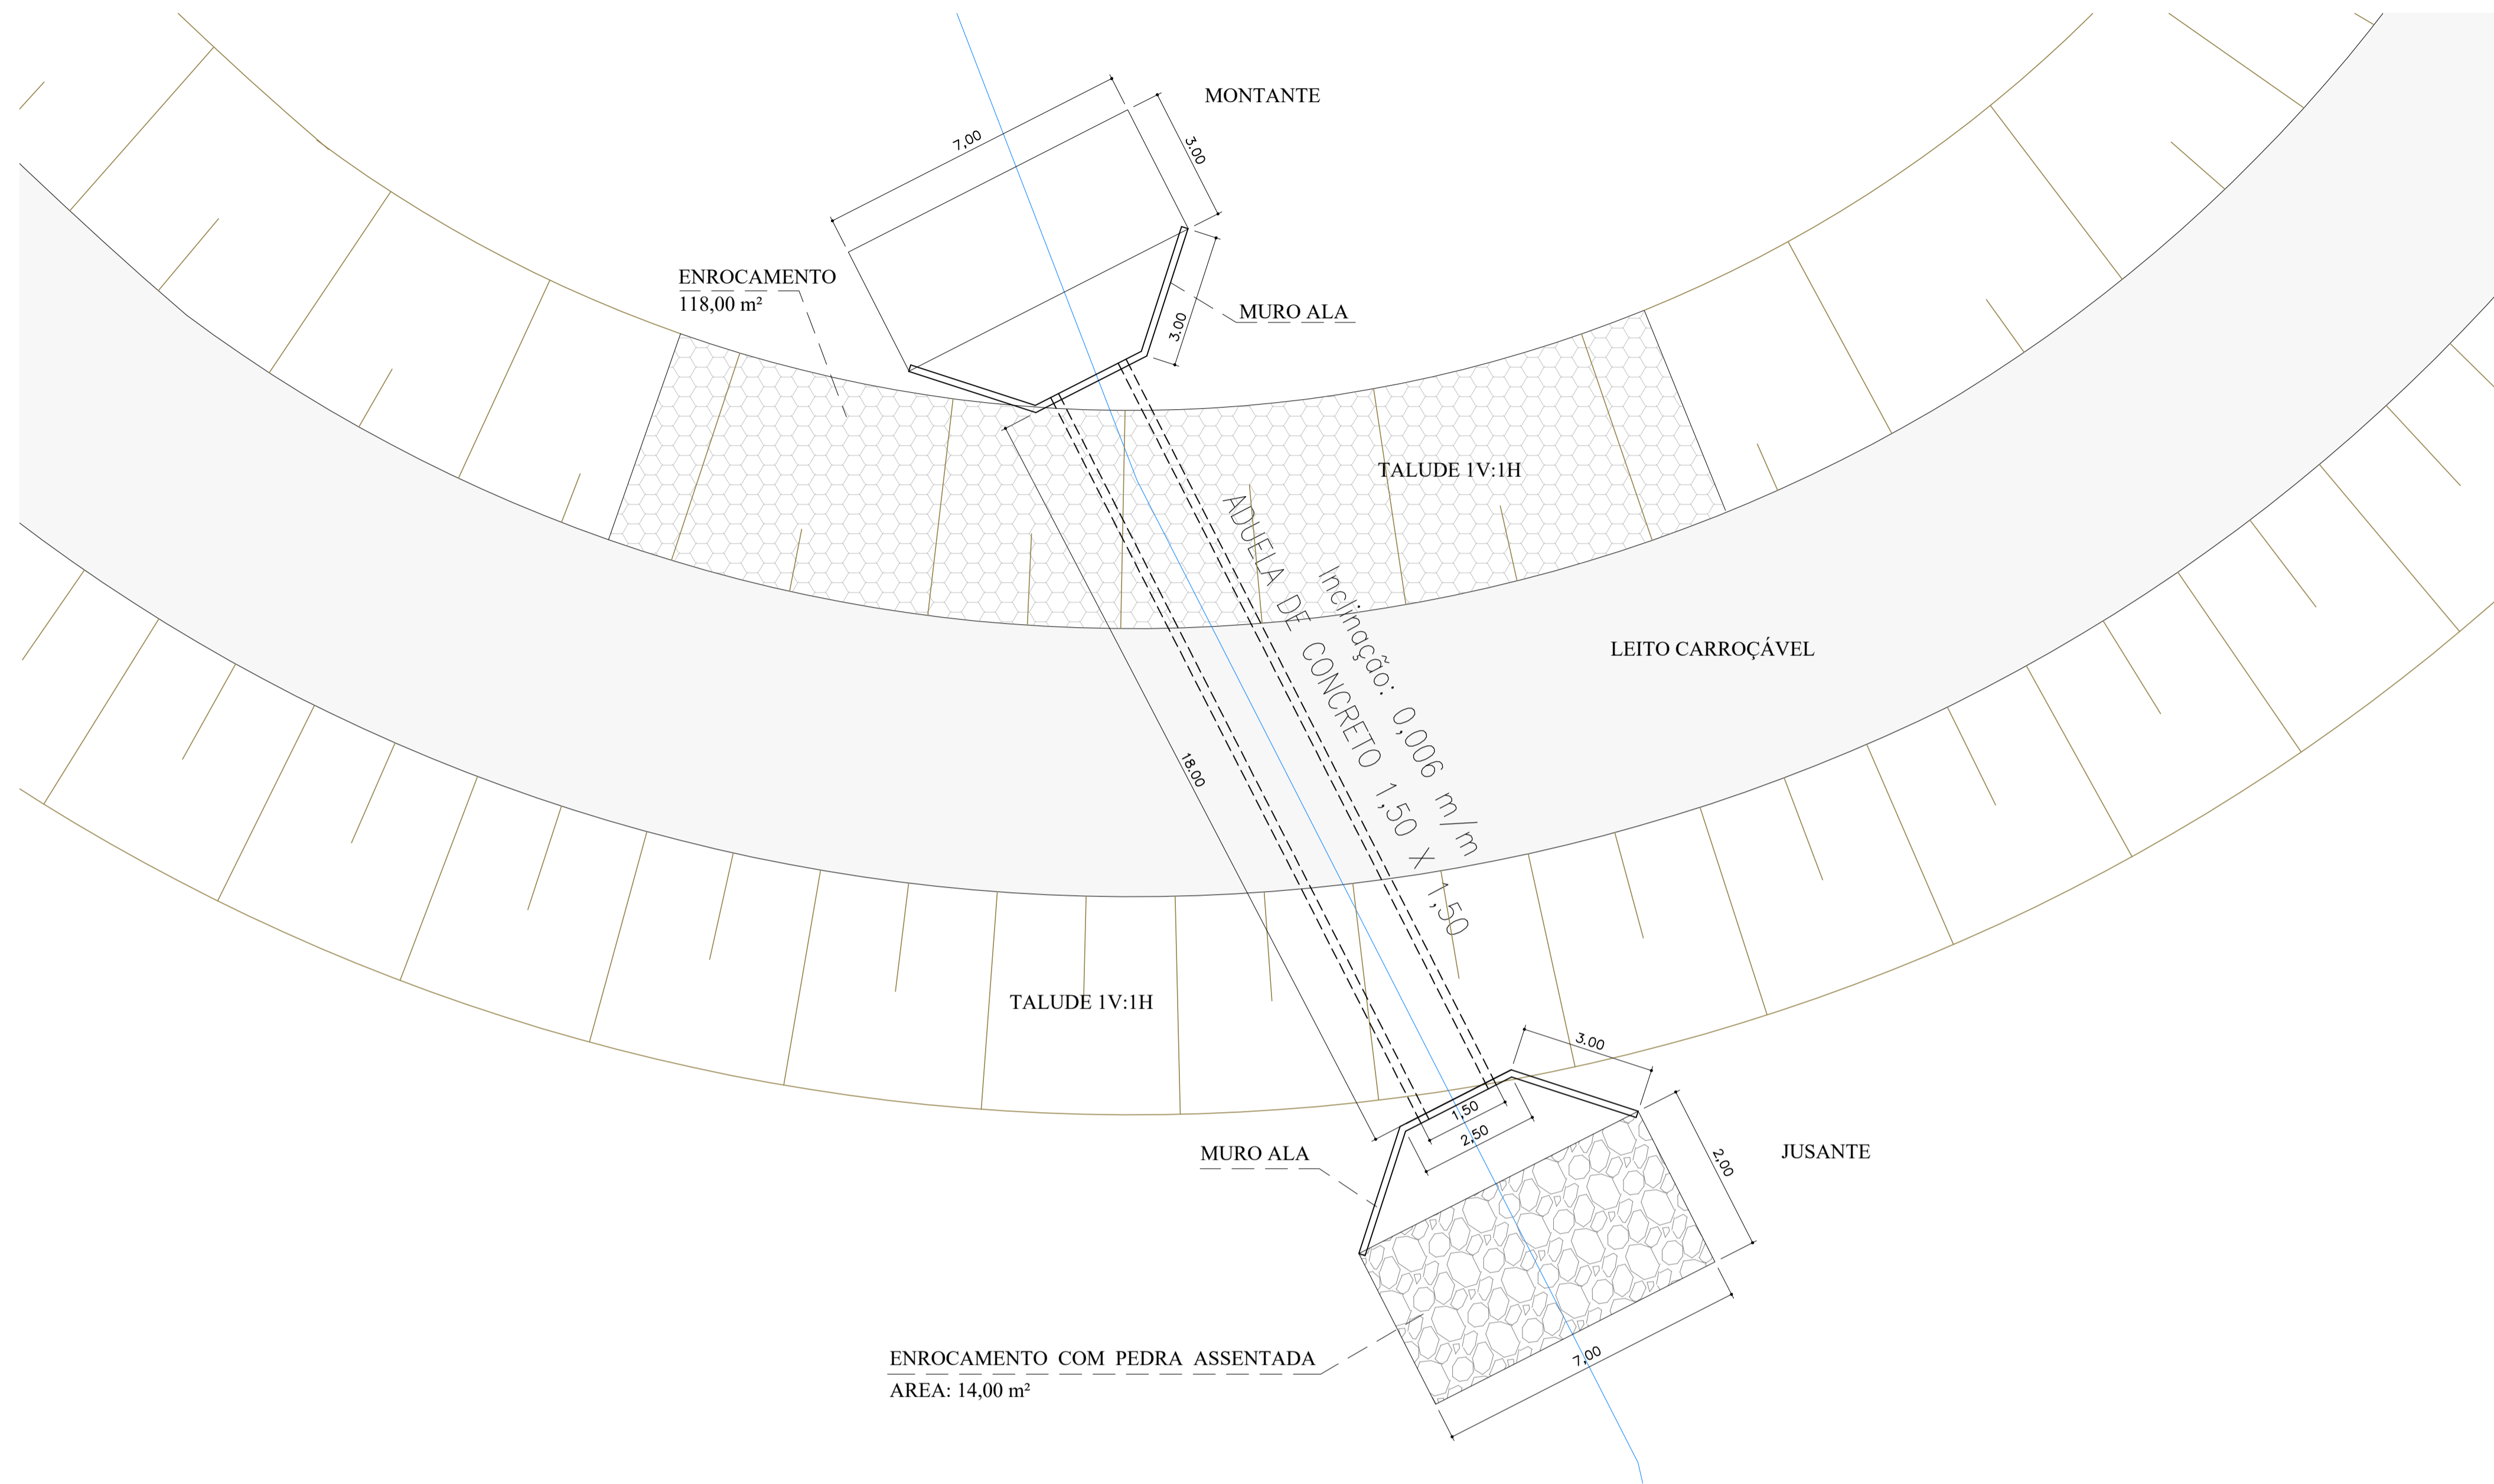 MONTANTE
7,00
3.00
ENROCAMENTO
118,00 m²
MURO ALA
3.00
TALUDE 1V:1H
ADUELA DE CONCRETO 1,50 X 1,50
Inclinação: 0,006 m/m
LEITO CARROÇÁVEL
18.00
TALUDE 1V:1H
3.00
1,50
2,50
MURO ALA
JUSANTE
2,00
ENROCAMENTO COM PEDRA ASSENTADA
AREA: 14,00 m²
7,00